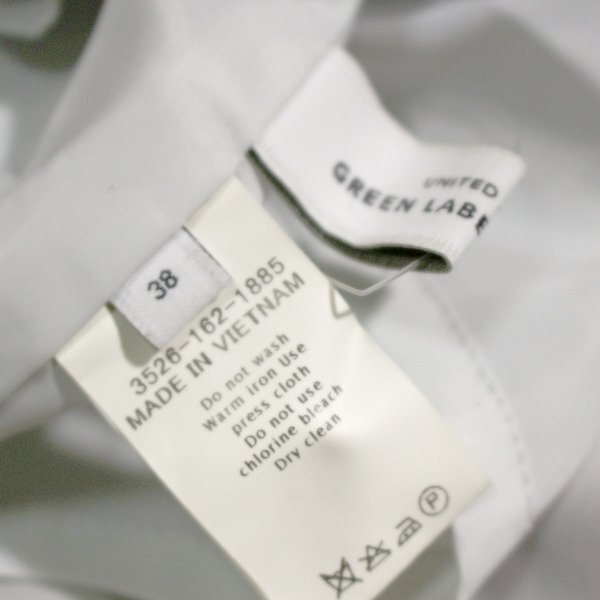 UNITED
GREEN LABE
38
3526-162-1885
MADE IN VIETNAM
Do not wash
Warm Iron Use
press cloth
Do not use
chlorine bleach
Dry clean
P